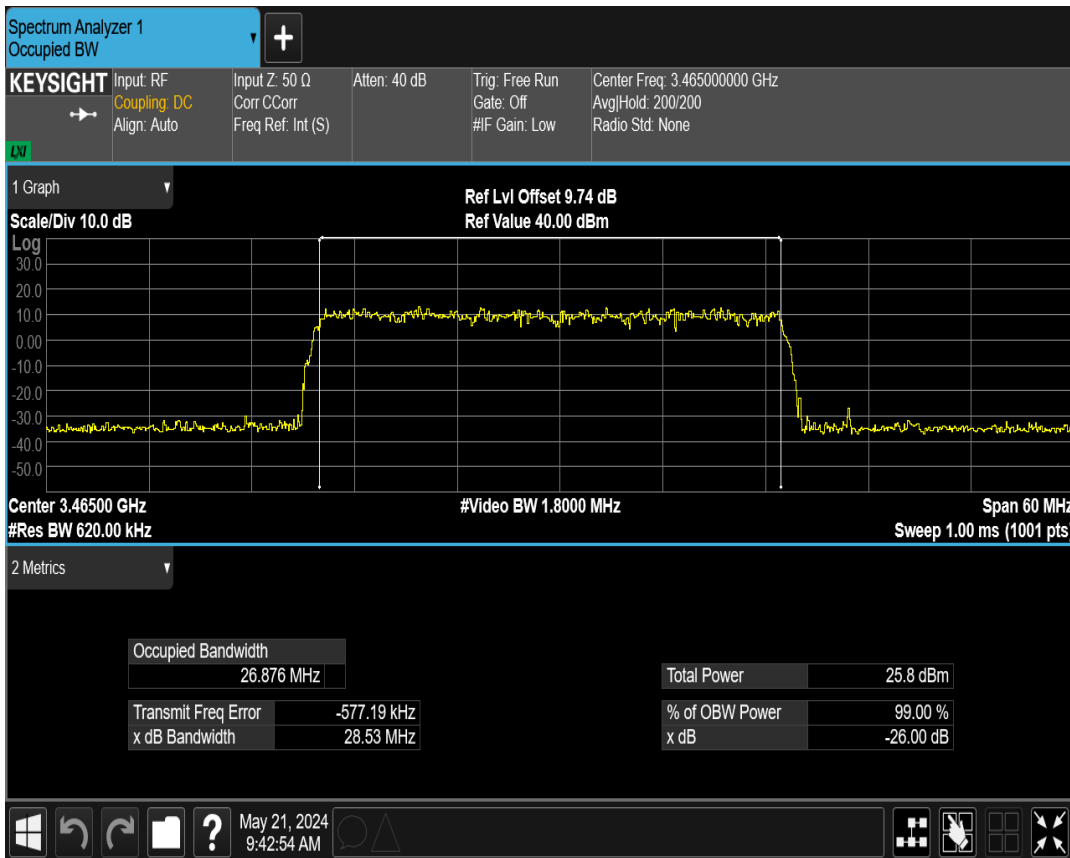 Spectrum Analyzer 1
Occupied BW
KEYSIGHT
LXI
Input: RF
Coupling: DC
Align: Auto
Input Z: 50 Ω
Corr CCorr
Freq Ref: Int (S)
Atten: 40 dB
Trig: Free Run
Gate: Off
#IF Gain: Low
Center Freq: 3.465000000 GHz
Avg|Hold: 200/200
Radio Std: None
1 Graph
Scale/Div 10.0 dB
Ref Lvl Offset 9.74 dB
Ref Value 40.00 dBm
Log
30.0
20.0
10.0
0.00
-10.0
-20.0
-30.0
-40.0
-50.0
Center 3.46500 GHz
#Video BW 1.8000 MHz
Span 60 MHz
#Res BW 620.00 kHz
Sweep 1.00 ms (1001 pts)
2 Metrics
Occupied Bandwidth
26.876 MHz
Total Power 25.8 dBm
Transmit Freq Error -577.19 kHz
% of OBW Power 99.00 %
x dB Bandwidth 28.53 MHz
x dB -26.00 dB
?
May 21, 2024
9:42:54 AM